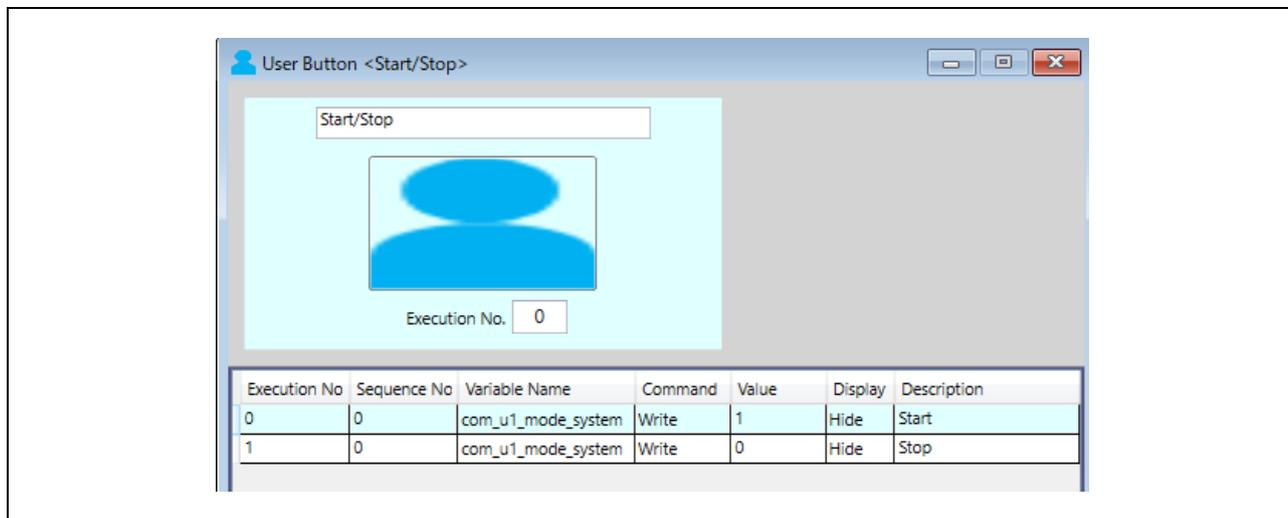 User Button <Start/Stop>
Start/Stop
Execution No. 0
Execution No Sequence No Variable Name Command Value Display Description
0 0 com_u1_mode_system Write 1 Hide Start
1 0 com_u1_mode_system Write 0 Hide Stop